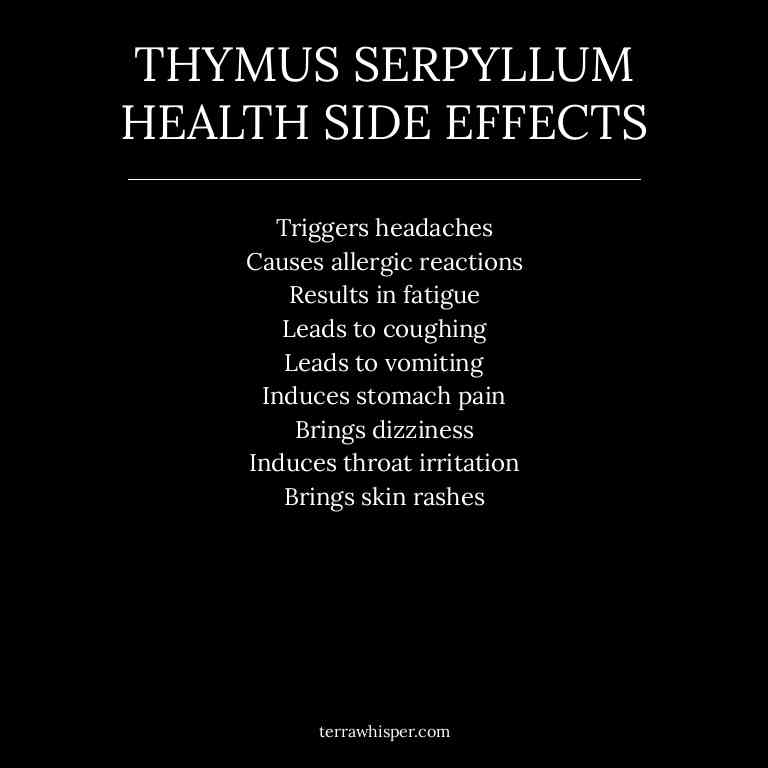 THYMUS SERPYLLUM
HEALTH SIDE EFFECTS
Triggers headaches
Causes allergic reactions
Results in fatigue
Leads to coughing
Leads to vomiting
Induces stomach pain
Brings dizziness
Induces throat irritation
Brings skin rashes
terrawhisper.com